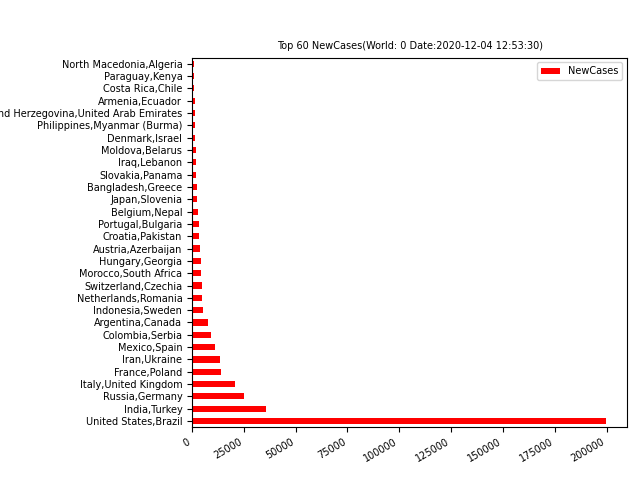 Top 60 NewCases(World: 0 Date:2020-12-04 12:53:30)
NewCases
North Macedonia,Algeria
Paraguay,Kenya
Costa Rica,Chile
Armenia,Ecuador
Herzegovina,United Arab Emirates
Philippines,Myanmar (Burma)
Denmark,Israel
Moldova,Belarus
Iraq,Lebanon
Slovakia,Panama
Bangladesh,Greece
Japan,Slovenia
Belgium,Nepal
Portugal,Bulgaria
Croatia,Pakistan
Austria,Azerbaijan
Hungary,Georgia
Morocco,South Africa
Switzerland,Czechia
Netherlands,Romania
Indonesia,Sweden
Argentina,Canada
Colombia,Serbia
Mexico,Spain
Iran,Ukraine
France,Poland
Italy,United Kingdom
Russia,Germany
India,Turkey
United States,Brazil
0 25000 50000 75000 100000 125000 150000 175000 200000